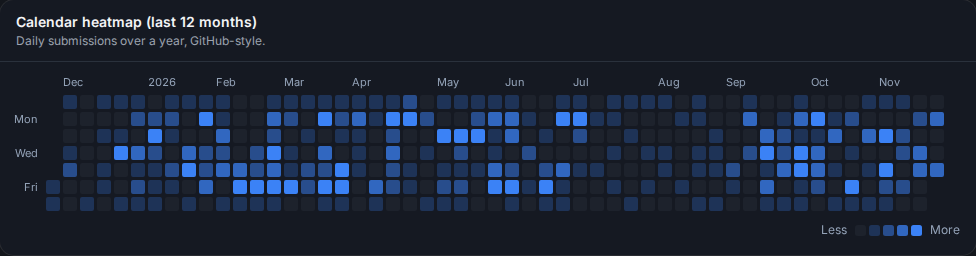 Calendar heatmap (last 12 months)
Daily submissions over a year, GitHub-style.
Dec 2026 Feb Mar Apr May Jun Jul Aug Sep Oct Nov
Mon
Wed
Fri
Less More